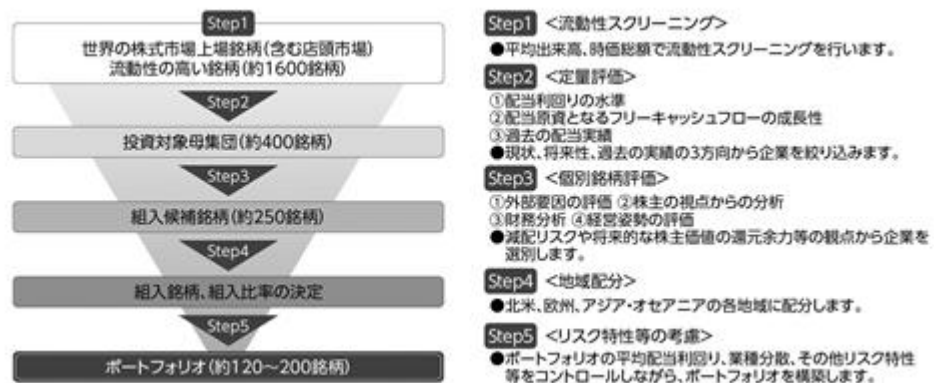 Step1
世界の株式市場上場銘柄(含む店頭市場)
流動性の高い銘柄(約1600銘柄)
Step2
投資対象母集団(約400銘柄)
Step3
組入候補銘柄(約250銘柄)
Step4
組入銘柄、組入比率の決定
Step5
ポートフォリオ(約120～200銘柄)
Step1 <流動性スクリーニング>
●平均出来高、時価総額で流動性スクリーニングを行います。
Step2 <定量評価>
①配当利回りの水準
②配当原資となるフリーキャッシュフローの成長性
③過去の配当実績
●現状、将来性、過去の実績の3方向から企業を絞り込みます。
Step3 <個別銘柄評価>
①外部要因の評価 ②株主の視点からの分析
③財務分析 ④経営姿勢の評価
●減配リスクや将来的な株主価値の還元余力等の観点から企業を
選別します。
Step4 <地域配分>
●北米、欧州、アジア・オセアニアの各地域に配分します。
Step5 <リスク特性等の考慮>
●ポートフォリオの平均配当利回り、業種分散、その他リスク特性
等をコントロールしながら、ポートフォリオを構築します。